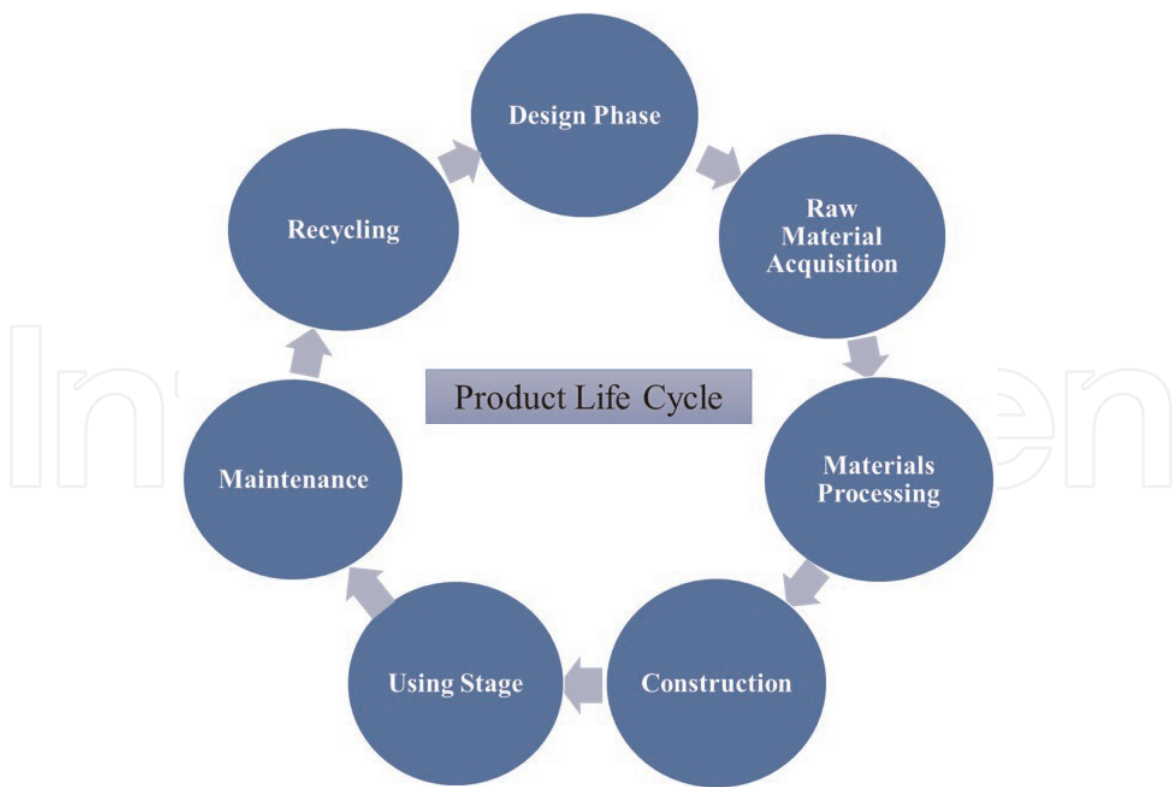 Design Phase
Raw
Material
Acquisition
Materials
Processing
Construction
Using Stage
Maintenance
Recycling
Product Life Cycle